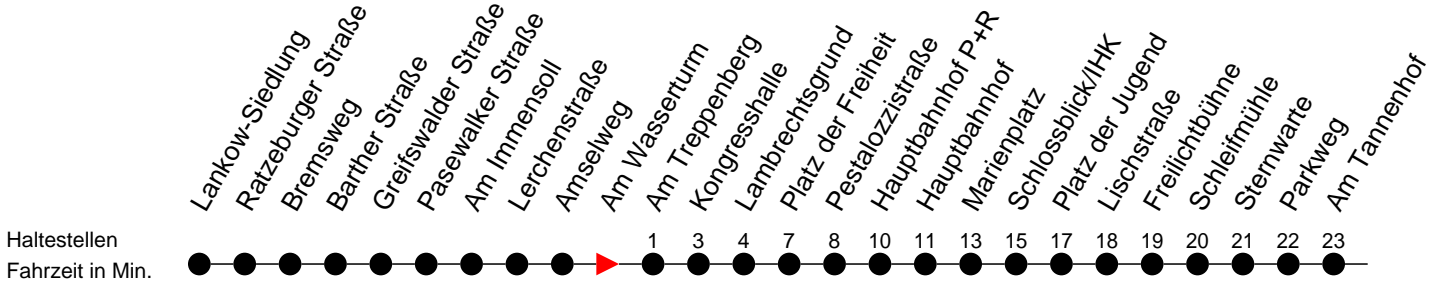 Lankow-Siedlung
Ratzeburger Straße
Bremsweg
Barther Straße
Greifswalder Straße
Pasewalker Straße
Am Immensoll
Lerchenstraße
Amselweg
Am Wasserturm
Am Treppenberg
Kongresshalle
Lambrechtsgrund
Platz der Freiheit
Pestalozzistraße
Hauptbahnhof P+R
Hauptbahnhof
Marienplatz
Schlossblick/IHK
Platz der Jugend
Lischstraße
Freilichtbühne
Schleifmühle
Sternwarte
Parkweg
Am Tannenhof
Haltestellen 1 3 4 7 8 10 11 13 15 17 18 19 20 21 22 23
Fahrzeit in Min.